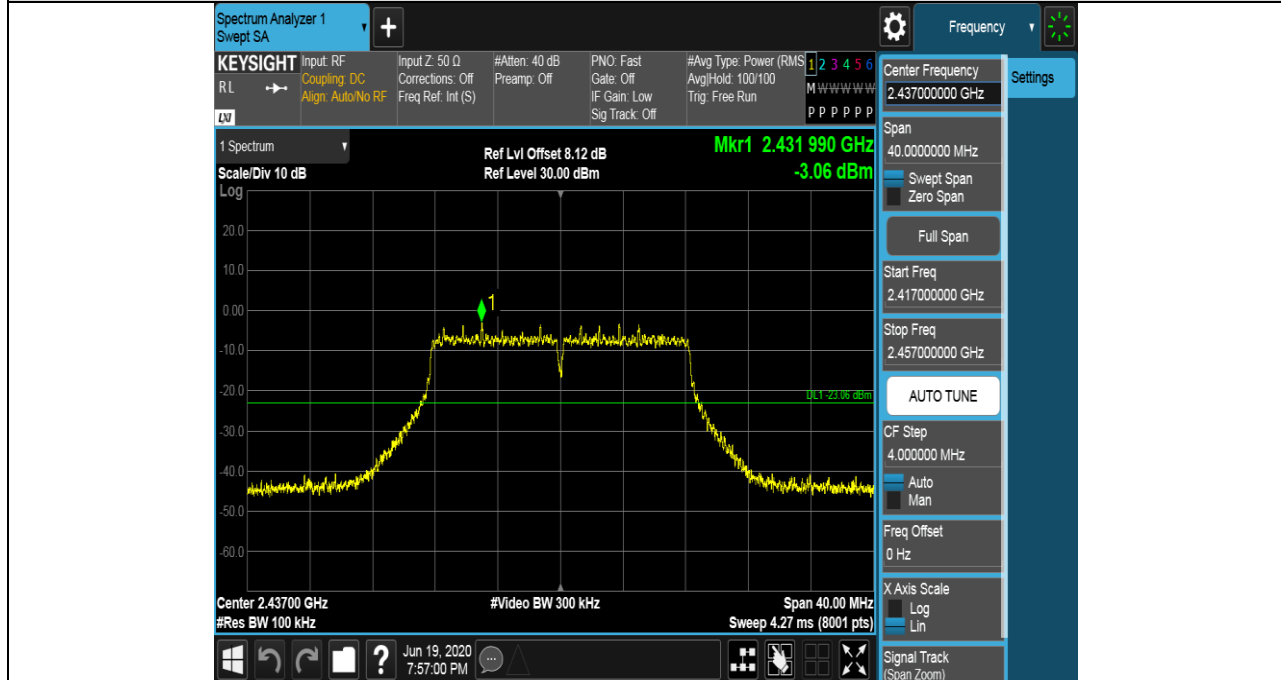 Spectrum Analyzer 1
Swept SA
+
Frequency
KEYSIGHT
RL
LXI
Input: RF
Coupling: DC
Align: Auto/No RF
Input Z: 50 Ω
Corrections: Off
Freq Ref: Int (S)
#Atten: 40 dB
Preamp: Off
PNO: Fast
Gate: Off
IF Gain: Low
Sig Track: Off
#Avg Type: Power (RMS
Avg|Hold: 100/100
Trig: Free Run
1 2 3 4 5 6
M W W W W W
P P P P P P
1 Spectrum
Scale/Div 10 dB
Ref Lvl Offset 8.12 dB
Ref Level 30.00 dBm
Mkr1 2.431 990 GHz
-3.06 dBm
Log
20.0
10.0
0.00
-10.0
-20.0
-30.0
-40.0
-50.0
-60.0
1
DL1 -23.06 dBm
Center 2.43700 GHz
#Res BW 100 kHz
#Video BW 300 kHz
Span 40.00 MHz
Sweep 4.27 ms (8001 pts)
?
Jun 19, 2020
7:57:00 PM
Center Frequency
2.437000000 GHz
Settings
Span
40.0000000 MHz
Swept Span
Zero Span
Full Span
Start Freq
2.417000000 GHz
Stop Freq
2.457000000 GHz
AUTO TUNE
CF Step
4.000000 MHz
Auto
Man
Freq Offset
0 Hz
X Axis Scale
Log
Lin
Signal Track
(Span Zoom)